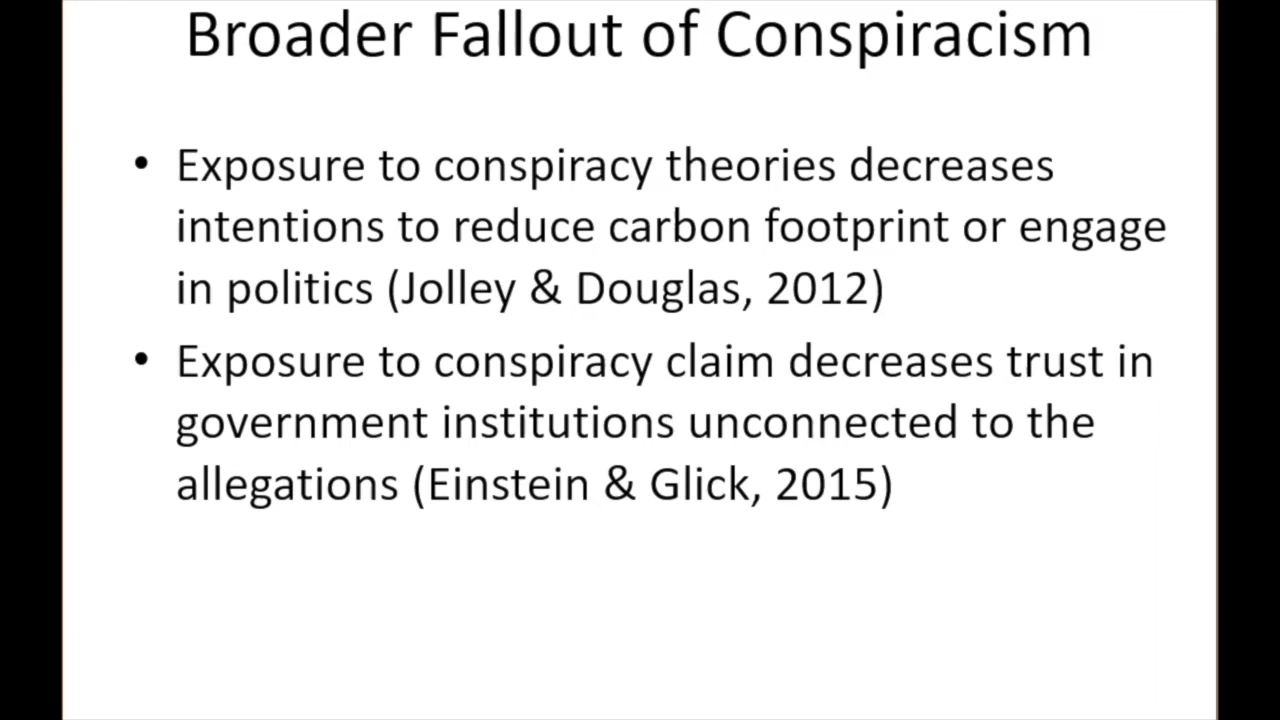 Broader Fallout of Conspiracism
• Exposure to conspiracy theories decreases
intentions to reduce carbon footprint or engage
in politics (Jolley & Douglas, 2012)
• Exposure to conspiracy claim decreases trust in
government institutions unconnected to the
allegations (Einstein & Glick, 2015)